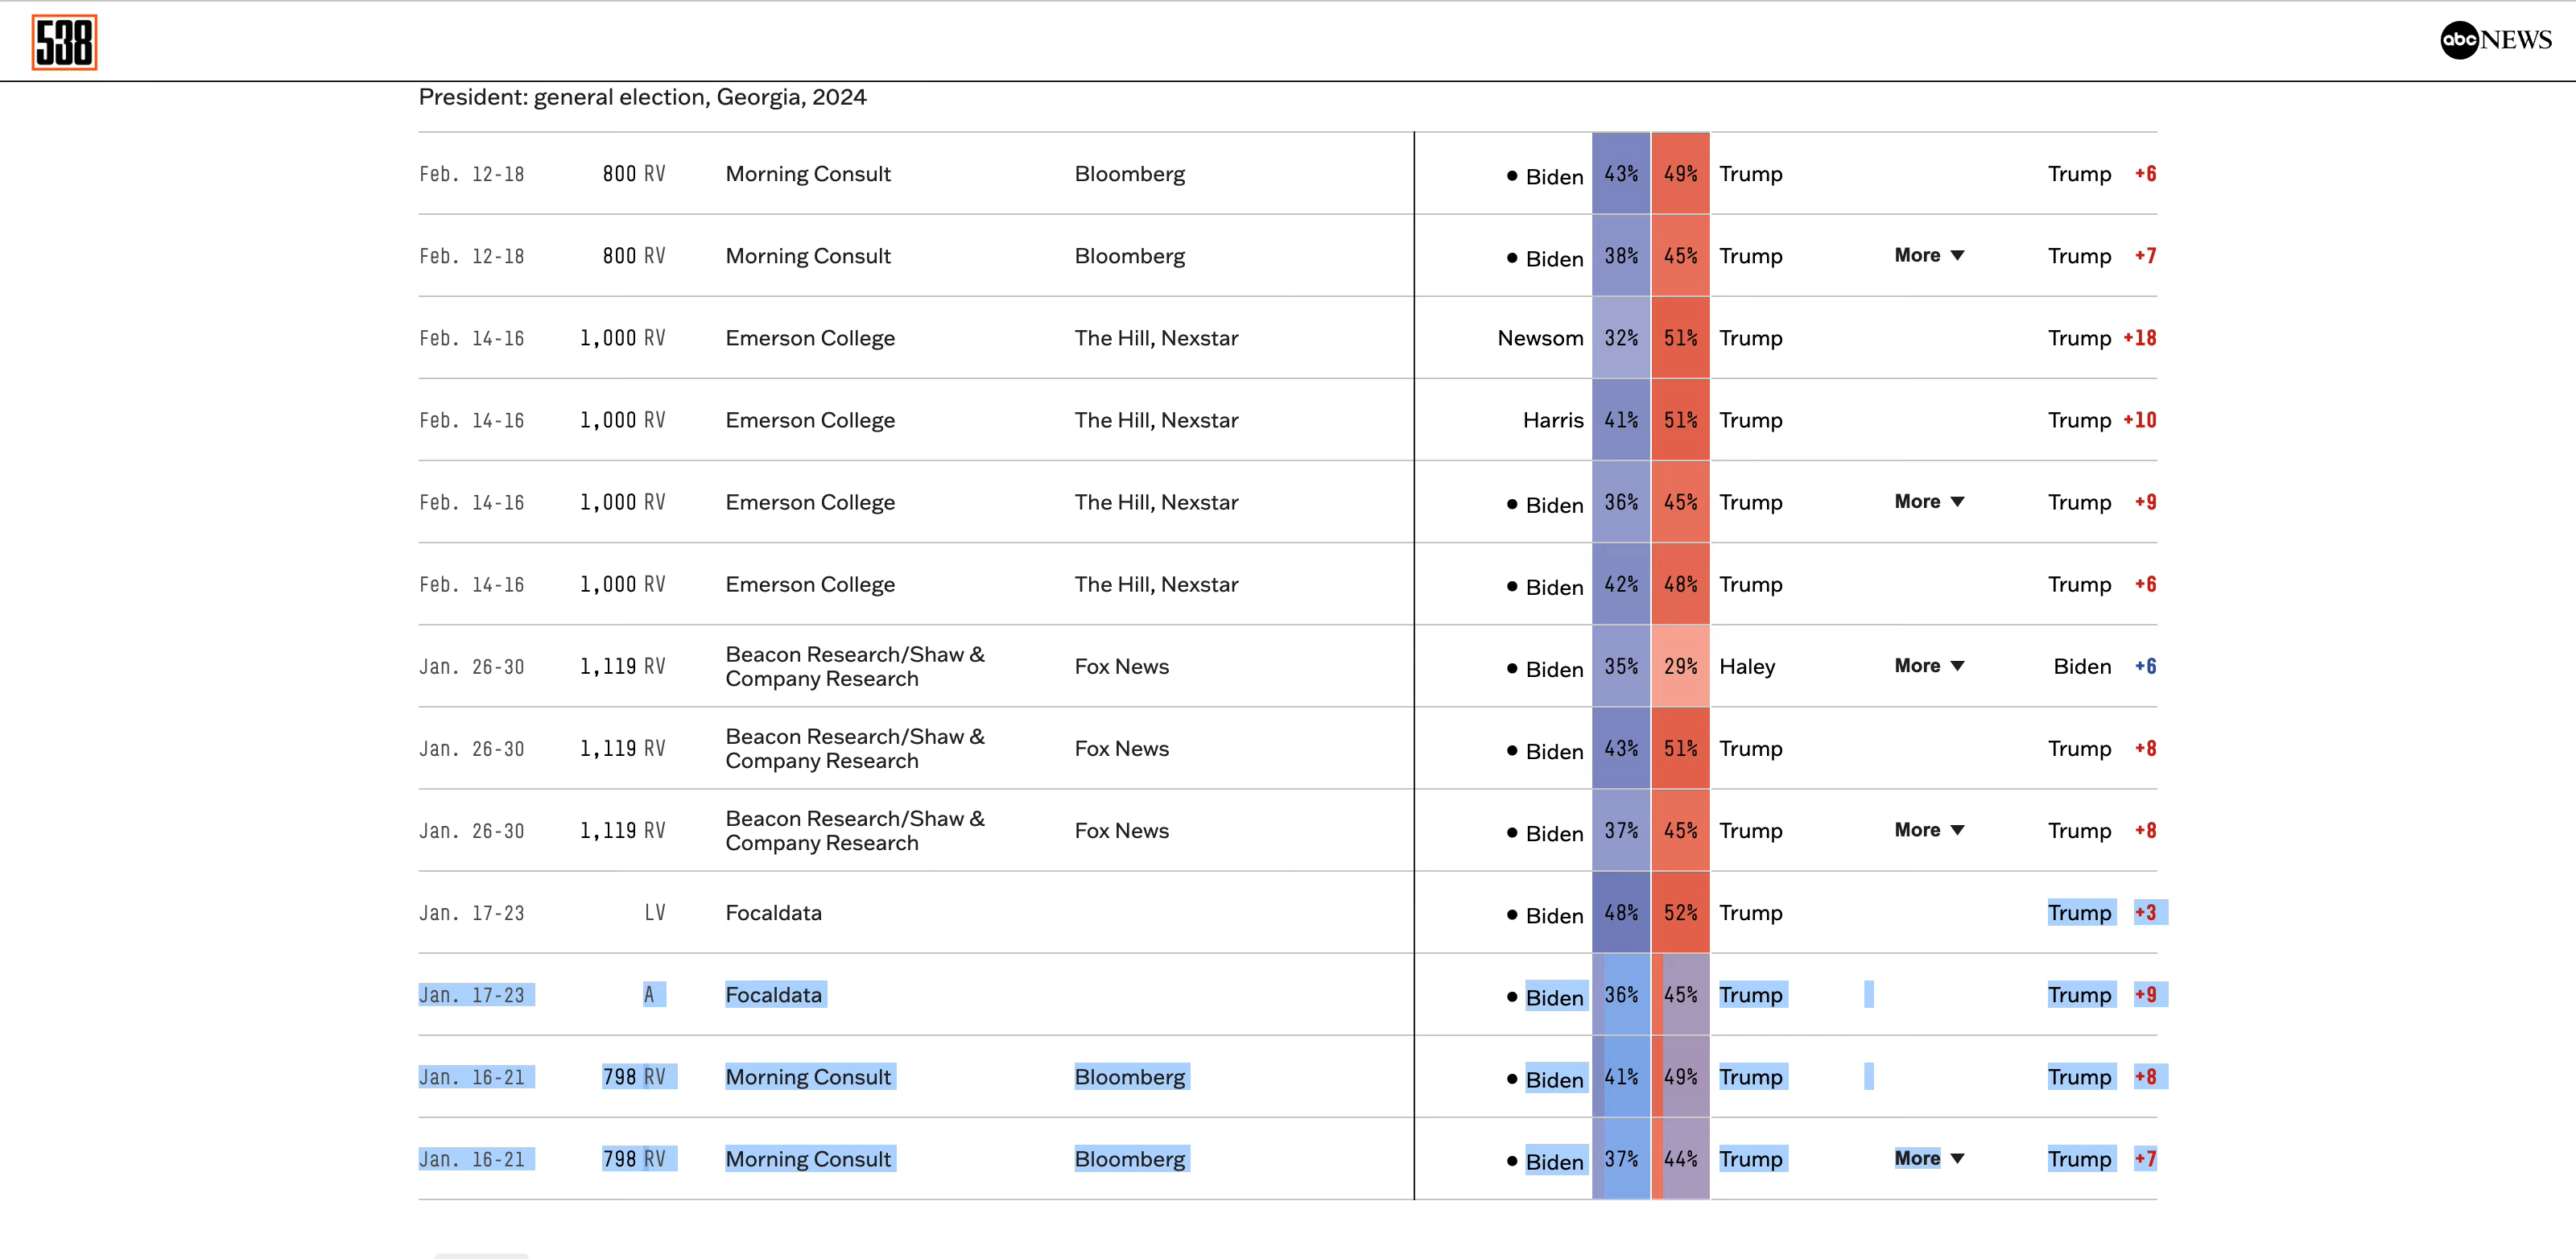 538
abc NEWS
President: general election, Georgia, 2024
Feb. 12-18 800 RV Morning Consult Bloomberg • Biden 43% 49% Trump Trump +6
Feb. 12-18 800 RV Morning Consult Bloomberg • Biden 38% 45% Trump More ▼ Trump +7
Feb. 14-16 1,000 RV Emerson College The Hill, Nexstar Newsom 32% 51% Trump Trump +18
Feb. 14-16 1,000 RV Emerson College The Hill, Nexstar Harris 41% 51% Trump Trump +10
Feb. 14-16 1,000 RV Emerson College The Hill, Nexstar • Biden 36% 45% Trump More ▼ Trump +9
Feb. 14-16 1,000 RV Emerson College The Hill, Nexstar • Biden 42% 48% Trump Trump +6
Jan. 26-30 1,119 RV Beacon Research/Shaw & Company Research Fox News • Biden 35% 29% Haley More ▼ Biden +6
Jan. 26-30 1,119 RV Beacon Research/Shaw & Company Research Fox News • Biden 43% 51% Trump Trump +8
Jan. 26-30 1,119 RV Beacon Research/Shaw & Company Research Fox News • Biden 37% 45% Trump More ▼ Trump +8
Jan. 17-23 LV Focaldata • Biden 48% 52% Trump Trump +3
Jan. 17-23 A Focaldata • Biden 36% 45% Trump Trump +9
Jan. 16-21 798 RV Morning Consult Bloomberg • Biden 41% 49% Trump Trump +8
Jan. 16-21 798 RV Morning Consult Bloomberg • Biden 37% 44% Trump More ▼ Trump +7